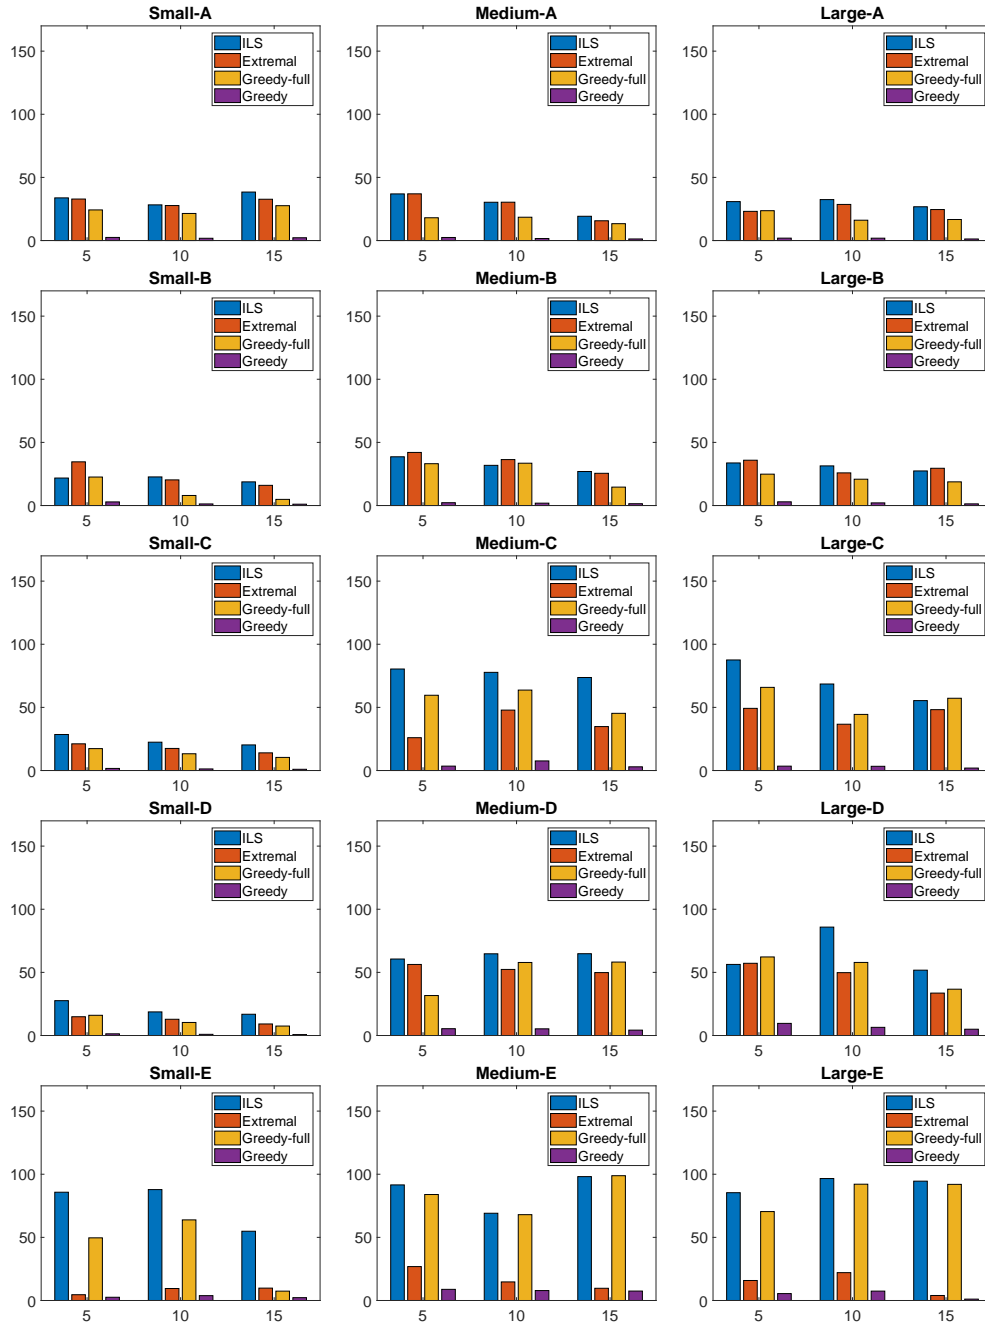 Small-A
Medium-A
Large-A
150
100
50
0
5
10
15
ILS
Extremal
Greedy-full
Greedy
150
100
50
0
5
10
15
ILS
Extremal
Greedy-full
Greedy
150
100
50
0
5
10
15
ILS
Extremal
Greedy-full
Greedy
Small-B
Medium-B
Large-B
150
100
50
0
5
10
15
ILS
Extremal
Greedy-full
Greedy
150
100
50
0
5
10
15
ILS
Extremal
Greedy-full
Greedy
150
100
50
0
5
10
15
ILS
Extremal
Greedy-full
Greedy
Small-C
Medium-C
Large-C
150
100
50
0
5
10
15
ILS
Extremal
Greedy-full
Greedy
150
100
50
0
5
10
15
ILS
Extremal
Greedy-full
Greedy
150
100
50
0
5
10
15
ILS
Extremal
Greedy-full
Greedy
Small-D
Medium-D
Large-D
150
100
50
0
5
10
15
ILS
Extremal
Greedy-full
Greedy
150
100
50
0
5
10
15
ILS
Extremal
Greedy-full
Greedy
150
100
50
0
5
10
15
ILS
Extremal
Greedy-full
Greedy
Small-E
Medium-E
Large-E
150
100
50
0
5
10
15
ILS
Extremal
Greedy-full
Greedy
150
100
50
0
5
10
15
ILS
Extremal
Greedy-full
Greedy
150
100
50
0
5
10
15
ILS
Extremal
Greedy-full
Greedy